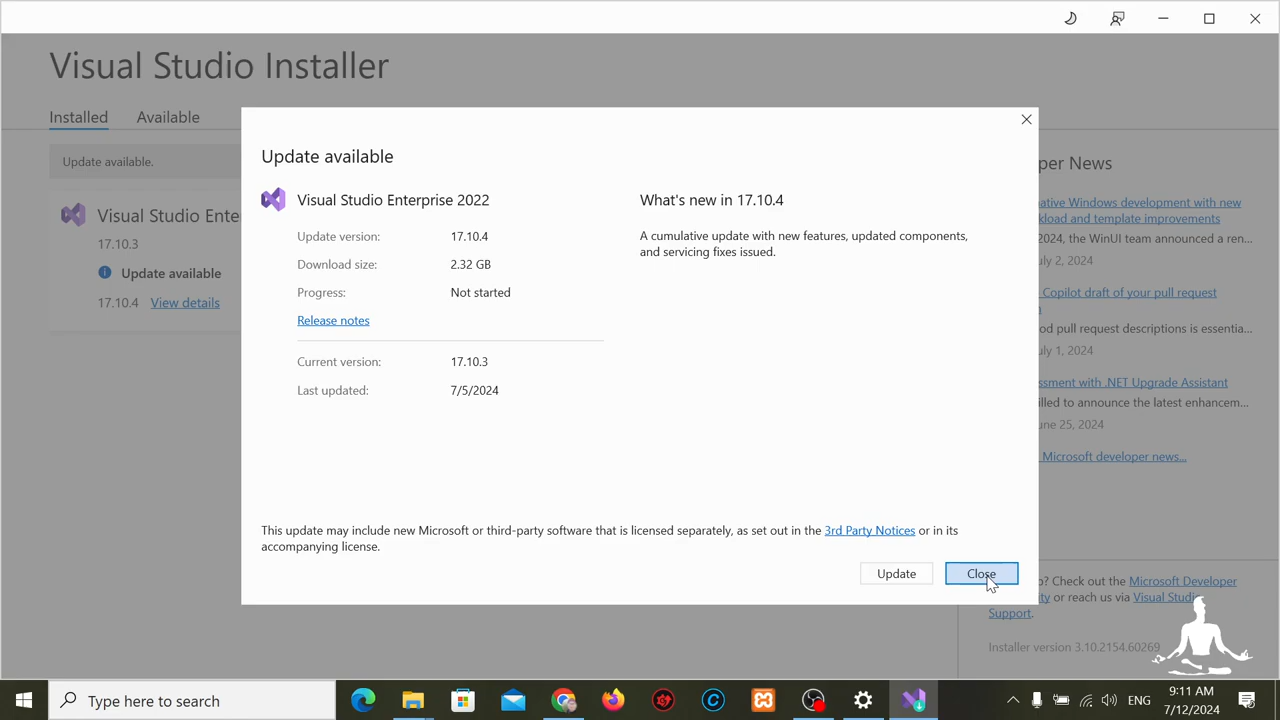 Visual Studio Installer
Installed Available
Update available.
Visual Studio Ente
17.10.3
Update available
17.10.4 View details
Update available
Visual Studio Enterprise 2022
Update version: 17.10.4
Download size: 2.32 GB
Progress: Not started
Release notes
Current version: 17.10.3
Last updated: 7/5/2024
What's new in 17.10.4
A cumulative update with new features, updated components,
and servicing fixes issued.
This update may include new Microsoft or third-party software that is licensed separately, as set out in the 3rd Party Notices or in its
accompanying license.
Update Close
per News
native Windows development with new
kload and template improvements
2024, the WinUI team announced a ren...
uly 2, 2024
Copilot draft of your pull request
od pull request descriptions is essentia...
uly 1, 2024
ssment with .NET Upgrade Assistant
illed to announce the latest enhancem...
une 25, 2024
Microsoft developer news...
? Check out the Microsoft Developer
ity or reach us via Visual Studio
Support.
Installer version 3.10.2154.60269
Type here to search
ENG
9:11 AM
7/12/2024